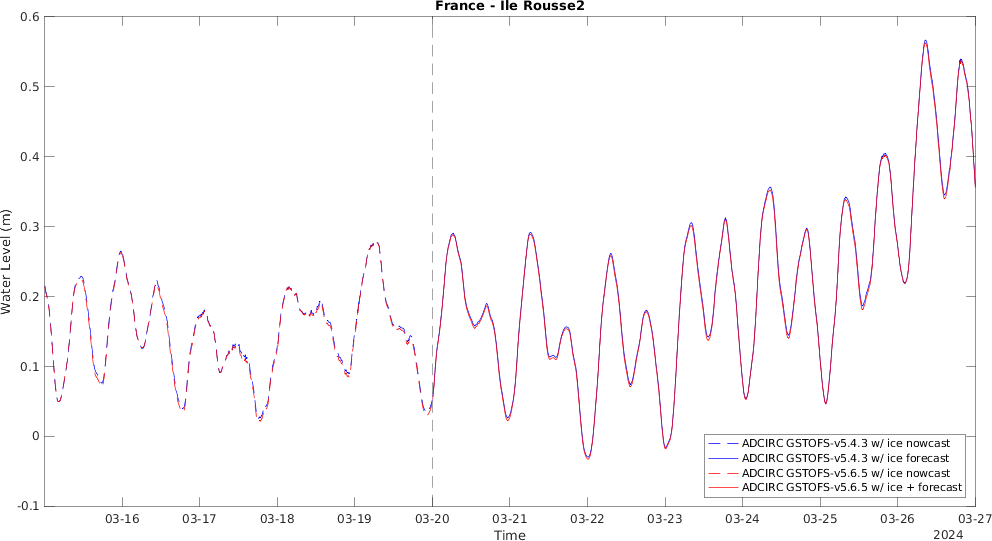 France - Ile Rousse2
Water Level (m)
0.6
0.5
0.4
0.3
0.2
0.1
0
-0.1
ADCIRC GSTOFS-v5.4.3 w/ ice nowcast
ADCIRC GSTOFS-v5.4.3 w/ ice forecast
ADCIRC GSTOFS-v5.6.5 w/ ice nowcast
ADCIRC GSTOFS-v5.6.5 w/ ice + forecast
03-16 03-17 03-18 03-19 03-20 03-21 03-22 03-23 03-24 03-25 03-26 03-27
Time
2024